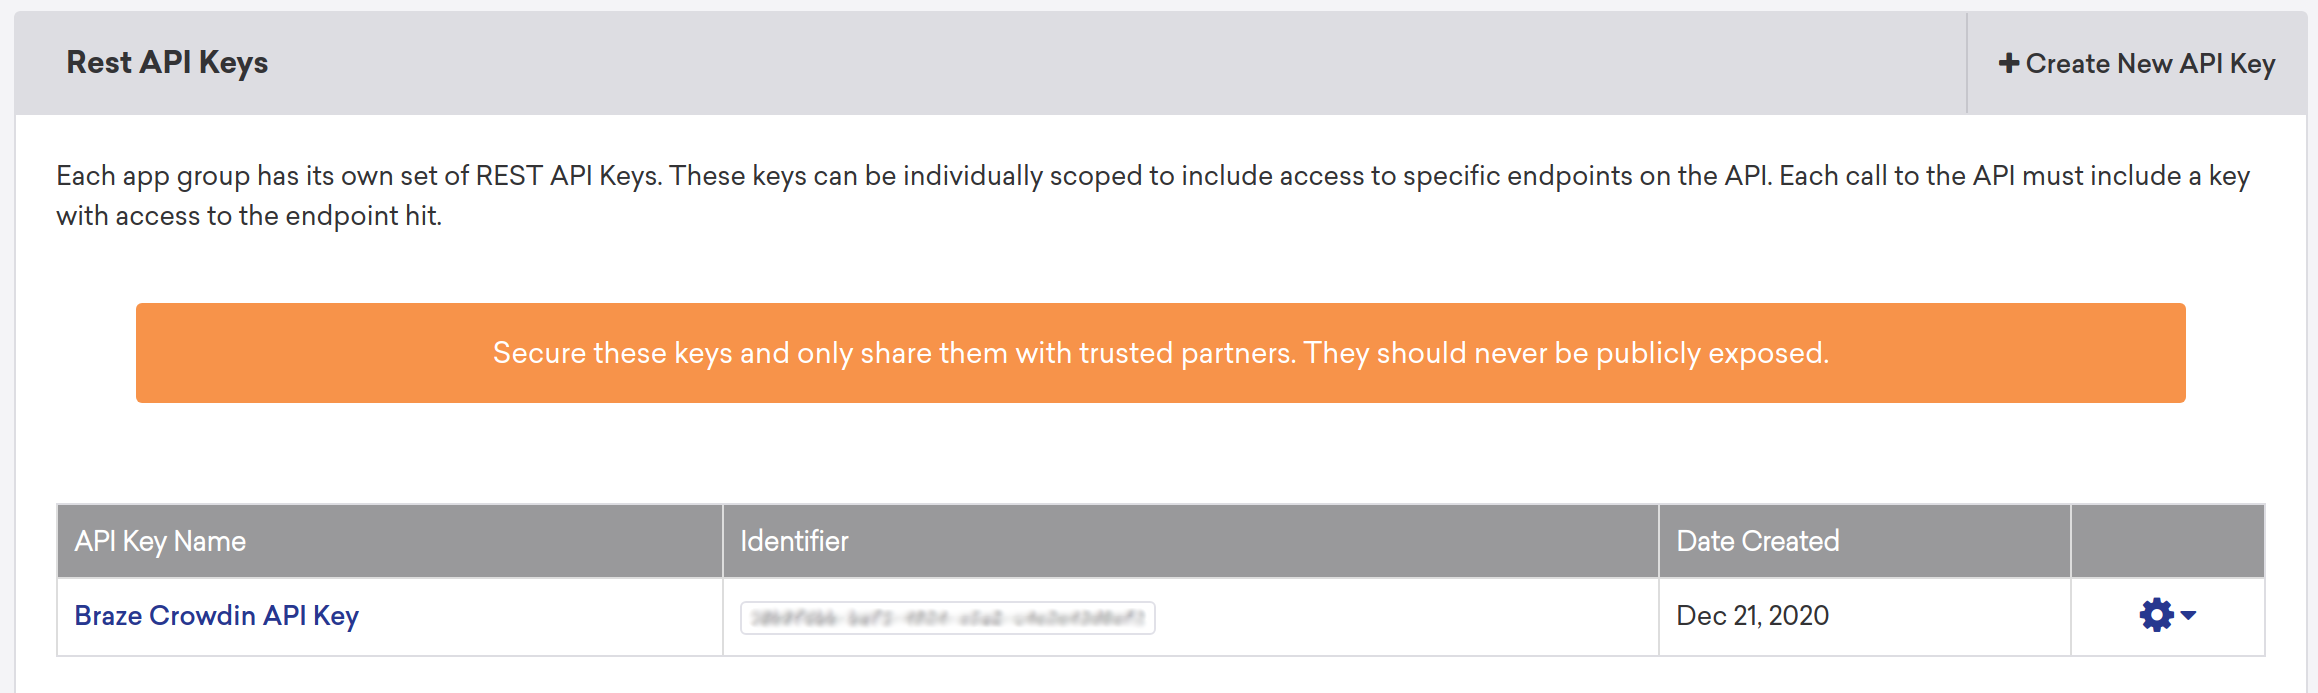 Rest API Keys
Create New API Key
Each app group has its own set of REST API Keys. These keys can be individually scoped to include access to specific endpoints on the API. Each call to the API must include a key
with access to the endpoint hit.
Secure these keys and only share them with trusted partners. They should never be publicly exposed.
API Key Name Identifier Date Created
Braze Crowdin API Key Dec 21, 2020